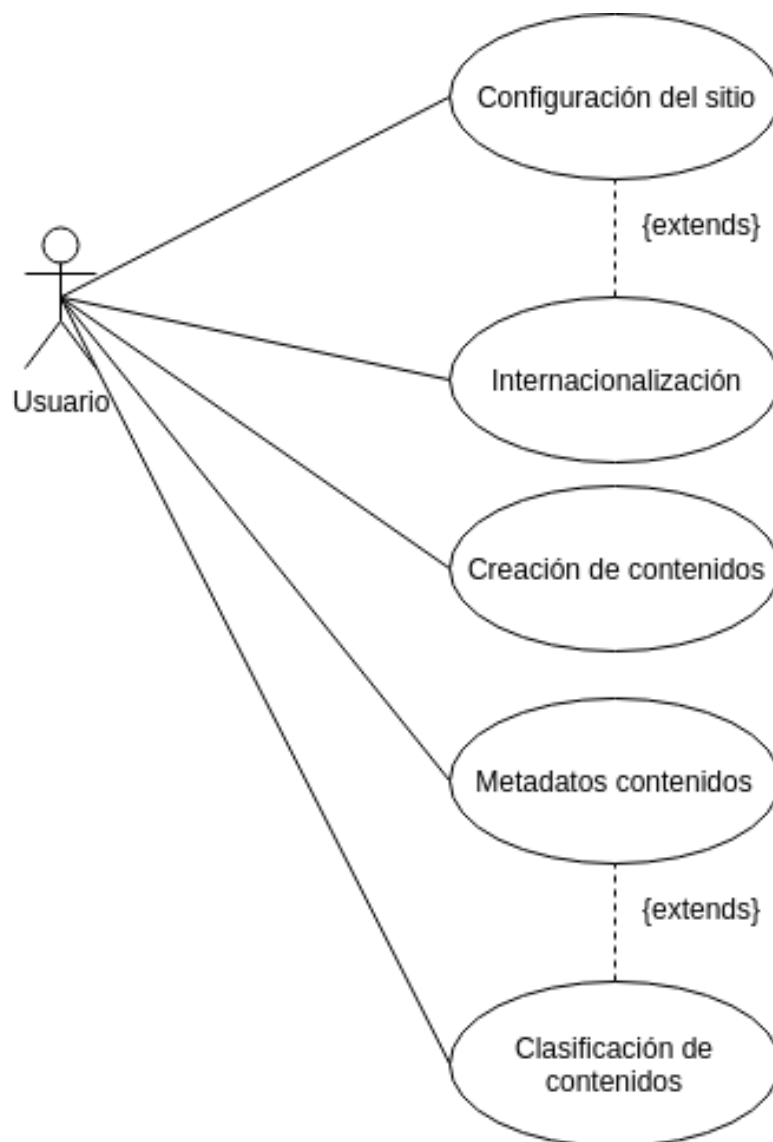 Configuración del sitio
{extends}
Internacionalización
Usuario
Creación de contenidos
Metadatos contenidos
{extends}
Clasificación de
contenidos